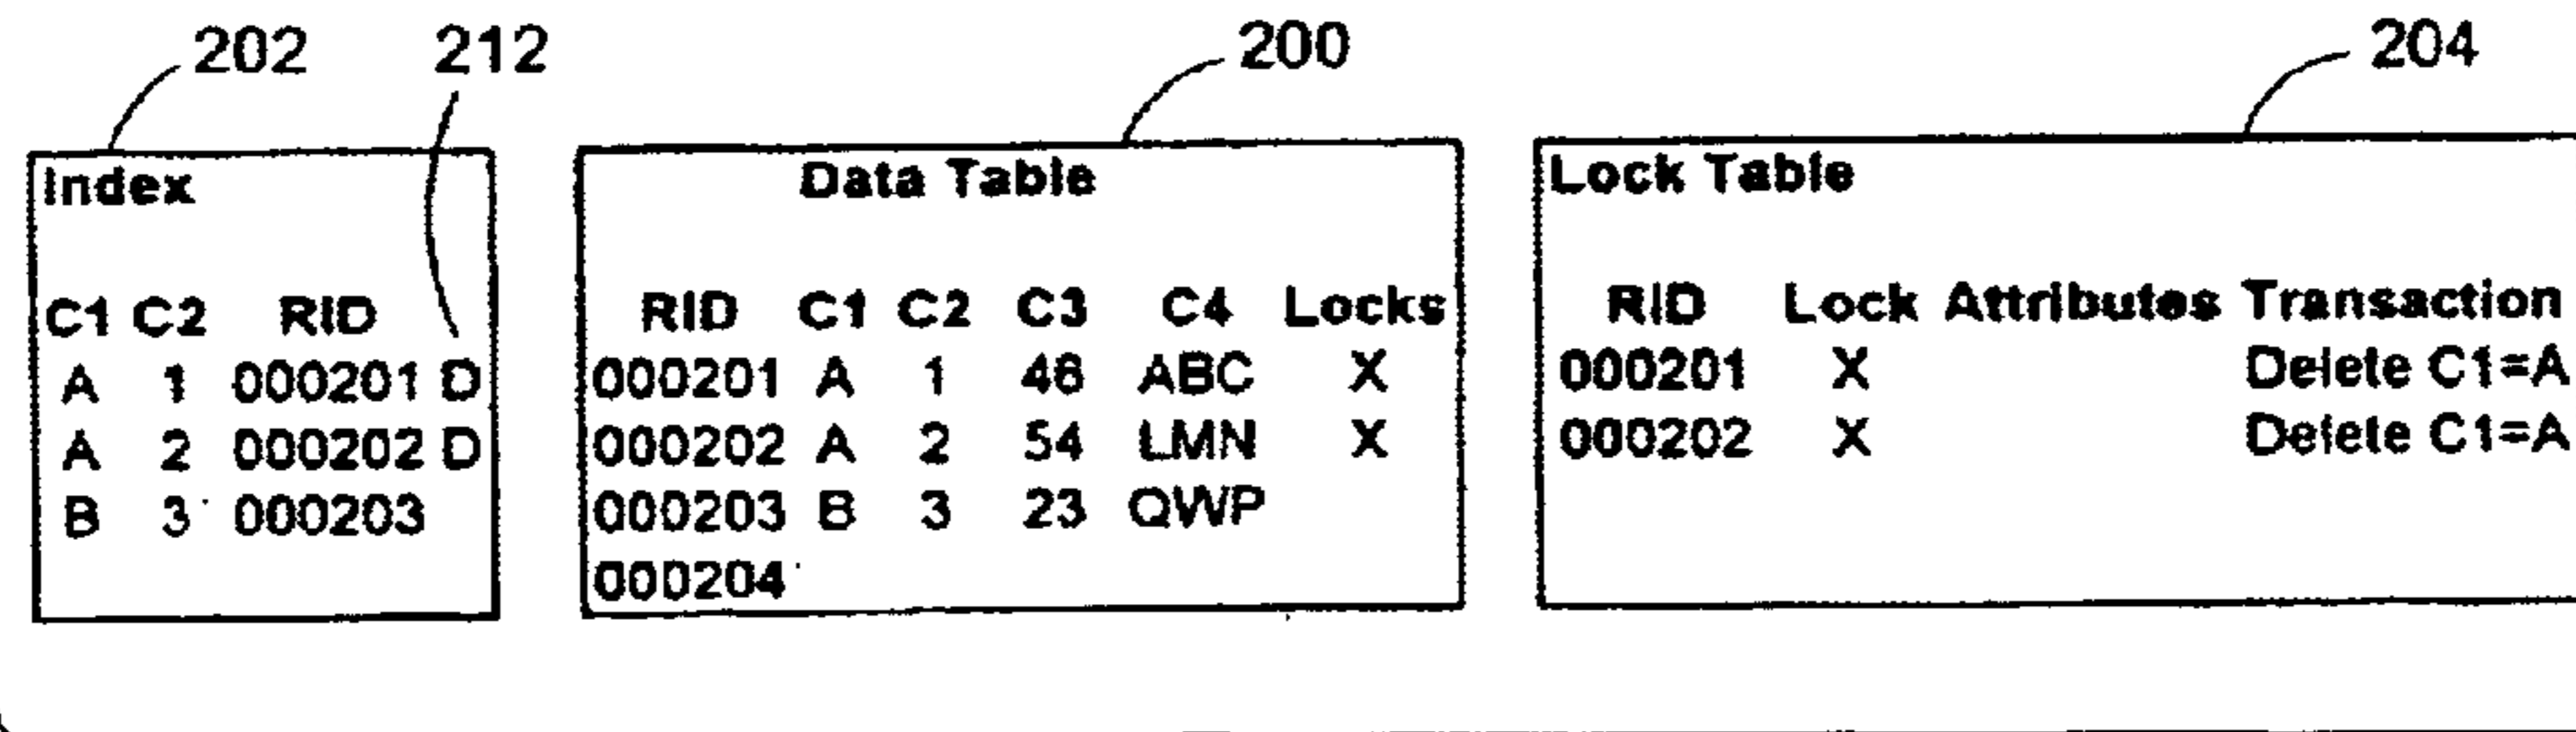 202 212 200 204
Index
C1 C2 RID
A 1 000201 D
A 2 000202 D
B 3 000203
Data Table
RID C1 C2 C3 C4 Locks
000201 A 1 46 ABC X
000202 A 2 54 LMN X
000203 B 3 23 QWP
000204
Lock Table
RID Lock Attributes Transaction
000201 X Delete C1=A
000202 X Delete C1=A